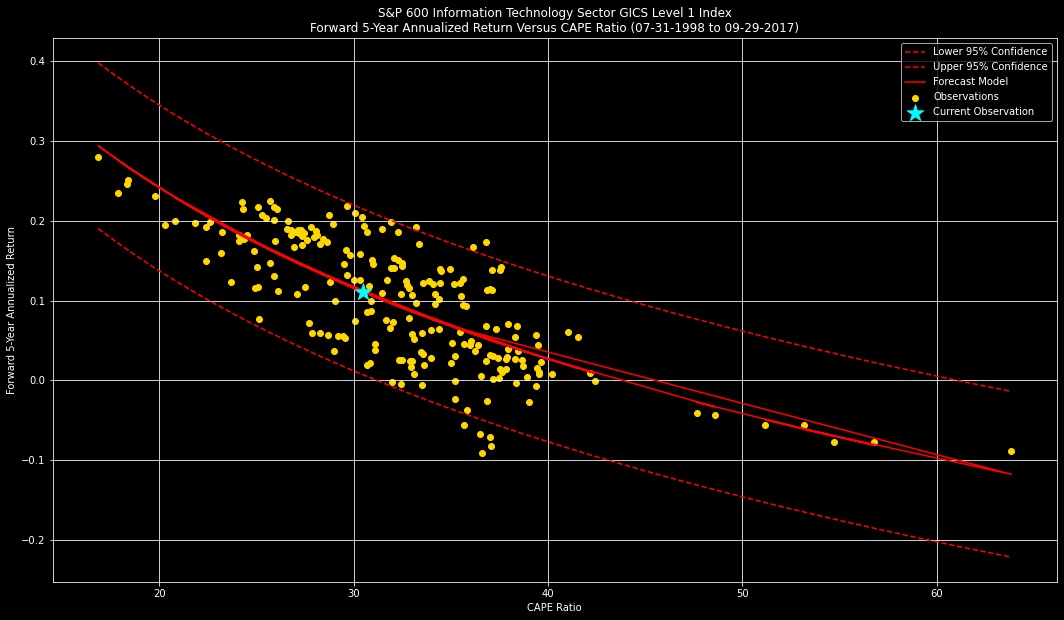 S&P 600 Information Technology Sector GICS Level 1 Index
Forward 5-Year Annualized Return Versus CAPE Ratio (07-31-1998 to 09-29-2017)
Lower 95% Confidence
Upper 95% Confidence
Forecast Model
Observations
Current Observation
Forward 5-Year Annualized Return
0.4
0.3
0.2
0.1
0.0
−0.1
−0.2
20
30
40
50
60
CAPE Ratio